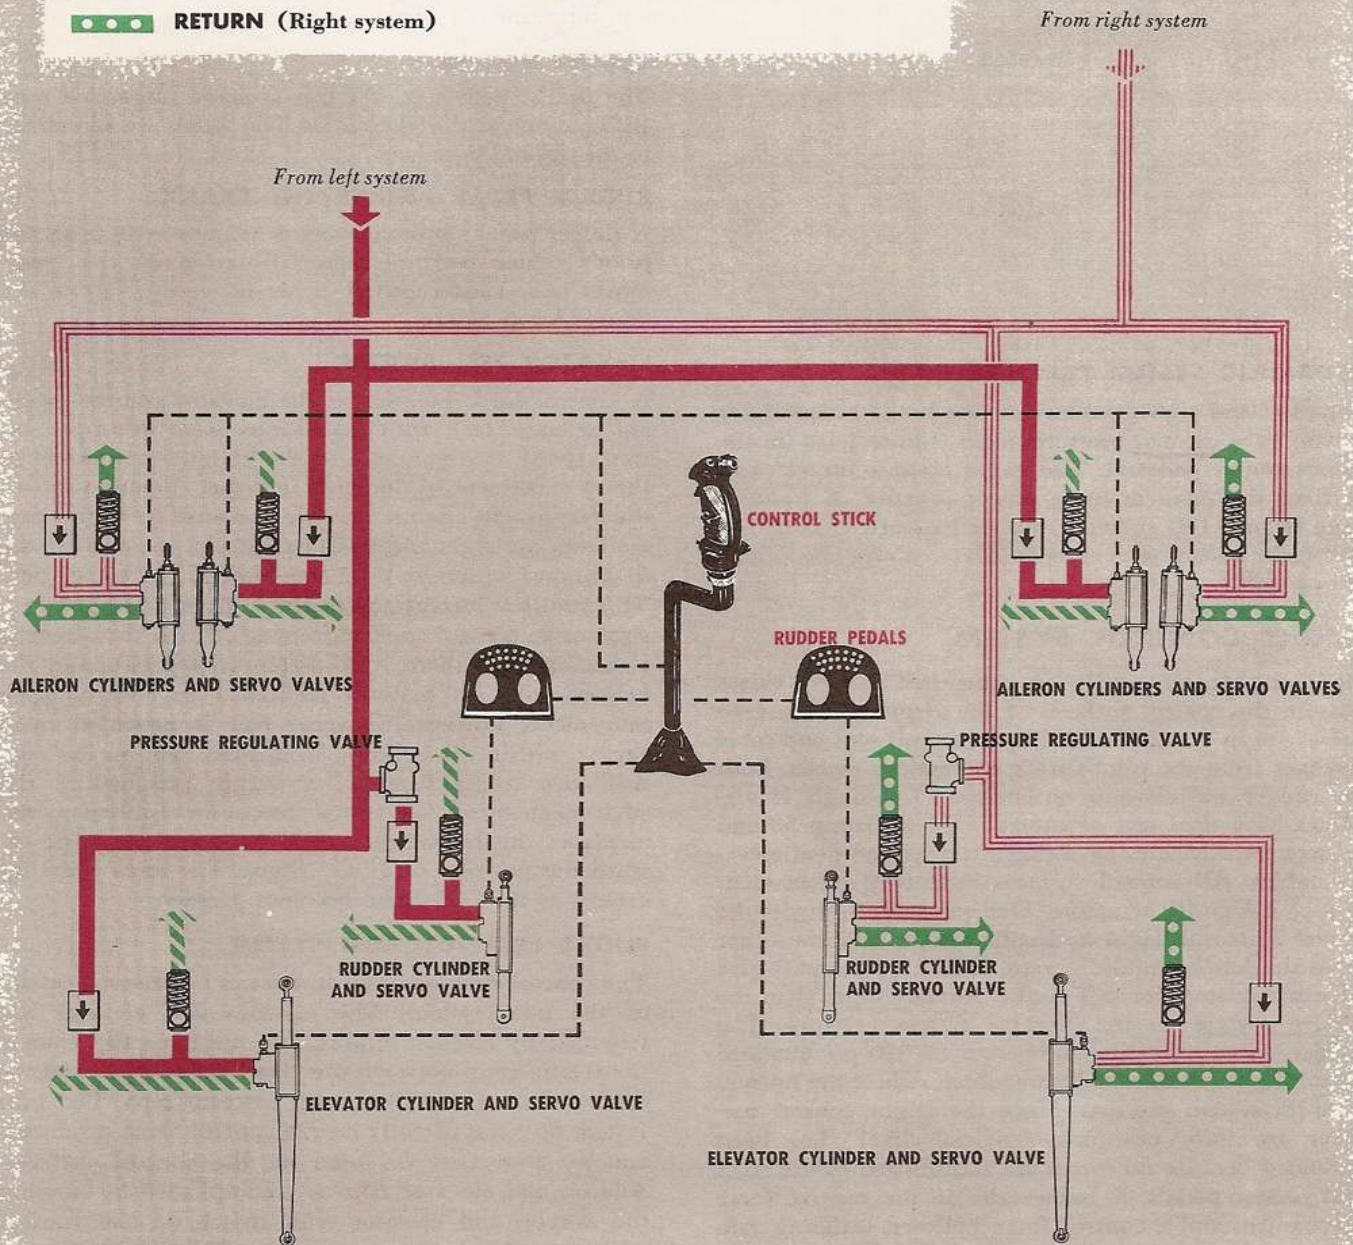 RETURN (Right system)
From right system
From left system
CONTROL STICK
RUDDER PEDALS
AILERON CYLINDERS AND SERVO VALVES
AILERON CYLINDERS AND SERVO VALVES
PRESSURE REGULATING VALVE
PRESSURE REGULATING VALVE
RUDDER CYLINDER
AND SERVO VALVE
RUDDER CYLINDER
AND SERVO VALVE
ELEVATOR CYLINDER AND SERVO VALVE
ELEVATOR CYLINDER AND SERVO VALVE